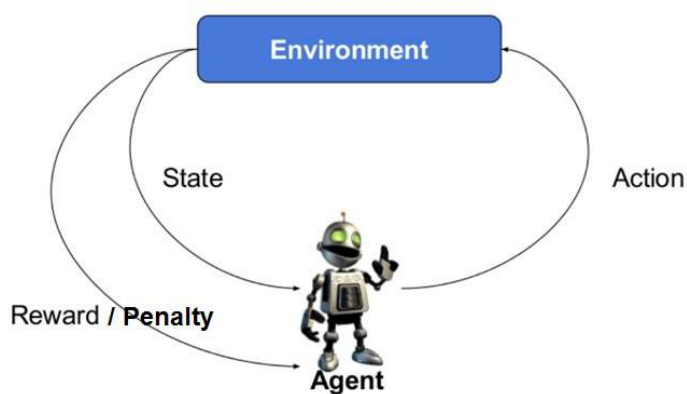 Environment
State
Action
Reward / Penalty
Agent